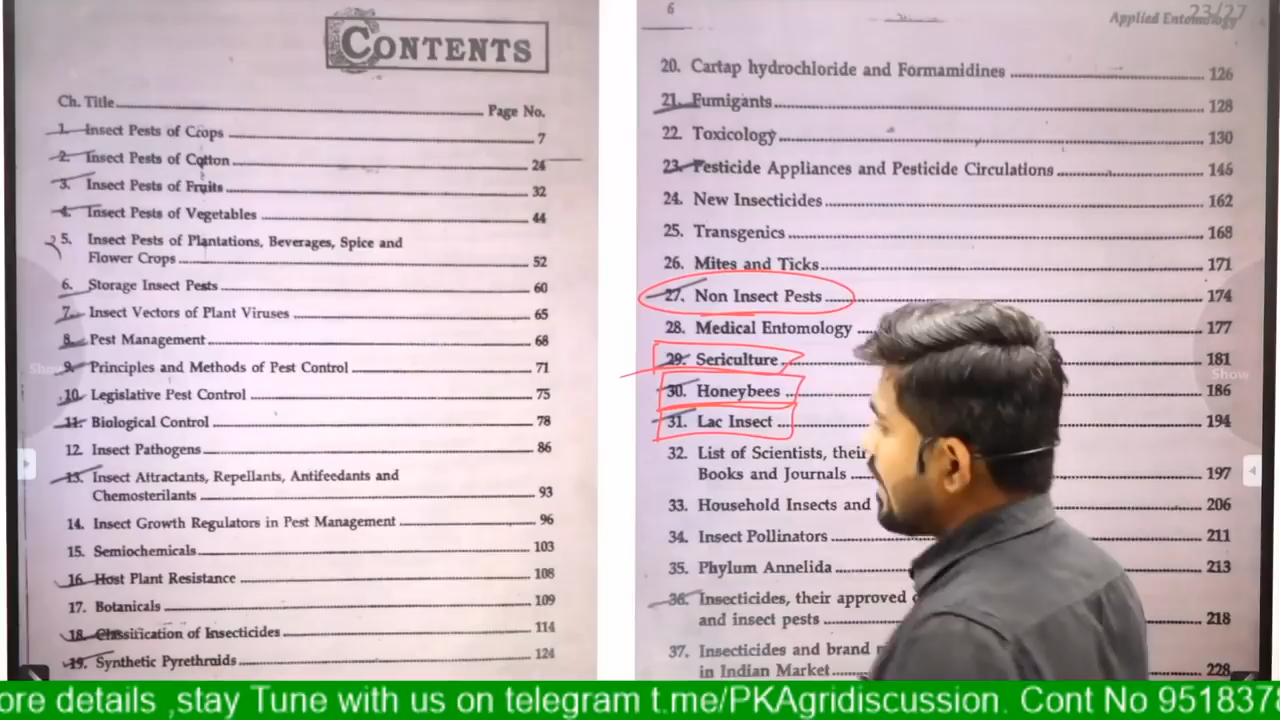 CONTENTS
Ch. Title Page No.
1. Insect Pests of Crops 7
2. Insect Pests of Cotton 24
3. Insect Pests of Fruits 32
4. Insect Pests of Vegetables 44
5. Insect Pests of Plantations, Beverages, Spice and
Flower Crops 52
6. Storage Insect Pests 60
7. Insect Vectors of Plant Viruses 65
8. Pest Management 68
9. Principles and Methods of Pest Control 71
10. Legislative Pest Control 75
11. Biological Control 78
12. Insect Pathogens 86
13. Insect Attractants, Repellants, Antifeedants and
Chemosterilants 93
14. Insect Growth Regulators in Pest Management 96
15. Semiochemicals 103
16. Host Plant Resistance 108
17. Botanicals 109
18. Classification of Insecticides 114
19. Synthetic Pyrethroids 124
Show
6 Applied Entomology
23/27
20. Cartap hydrochloride and Formamidines 126
21. Fumigants 128
22. Toxicology 130
23. Pesticide Appliances and Pesticide Circulations 146
24. New Insecticides 162
25. Transgenics 168
26. Mites and Ticks 171
27. Non Insect Pests 174
28. Medical Entomology 177
29. Sericulture 181
30. Honeybees 186
31. Lac Insect 194
32. List of Scientists, their
Books and Journals 197
33. Household Insects and 206
34. Insect Pollinators 211
35. Phylum Annelida 213
36. Insecticides, their approved
and insect pests 218
37. Insecticides and brand
in Indian Market 228
Show
ore details ,stay Tune with us on telegram t.me/PKAgridiscussion. Cont No 951837